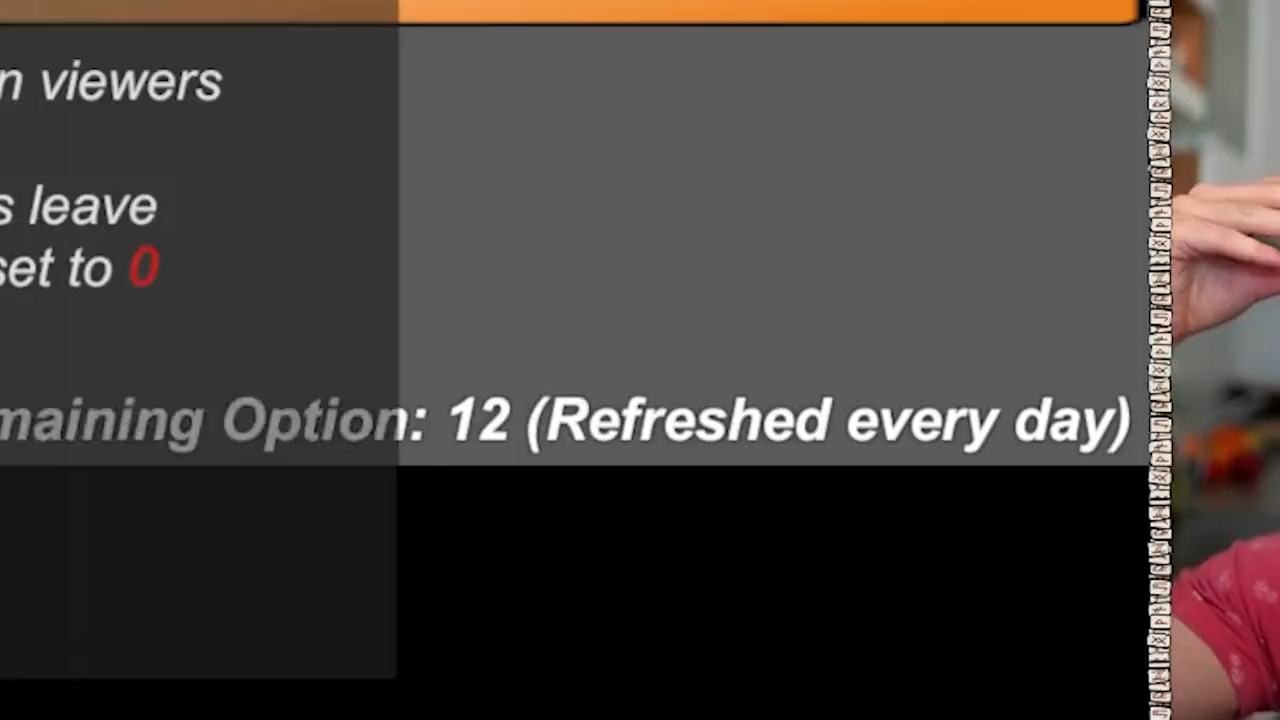 n viewers
s leave
set to 0
maining Option: 12 (Refreshed every day)